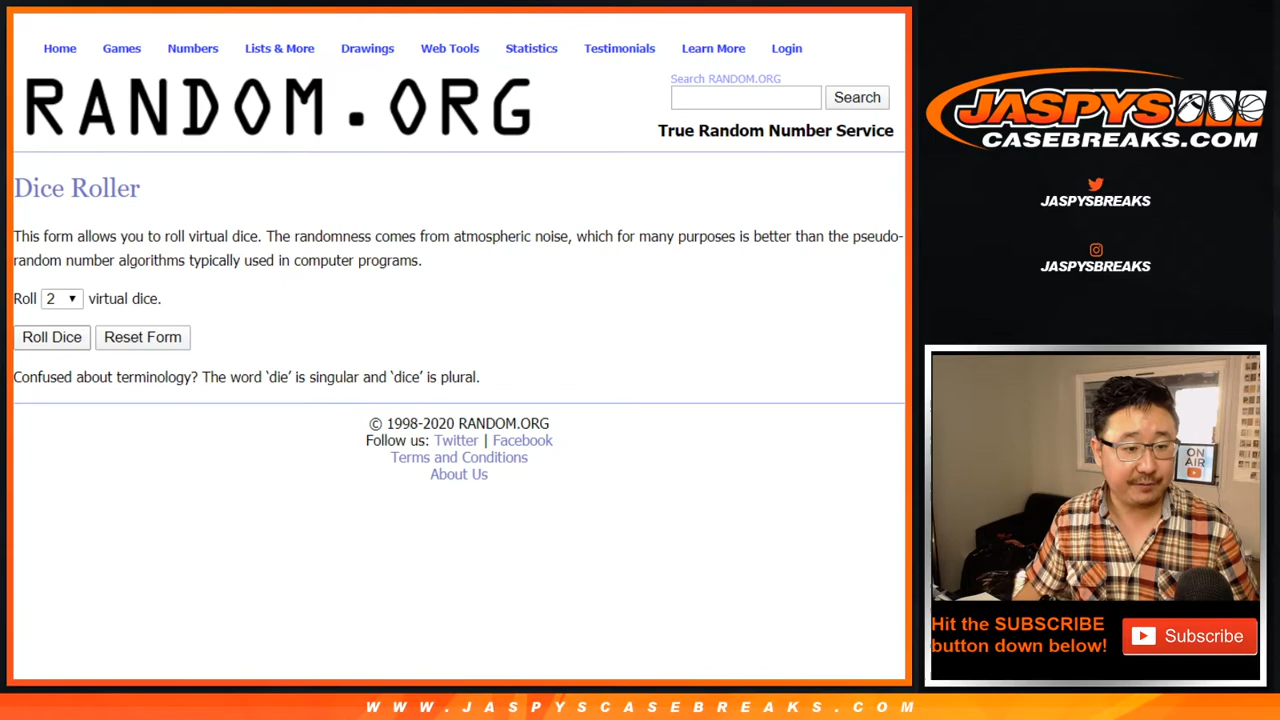 Home Games Numbers Lists & More Drawings Web Tools Statistics Testimonials Learn More Login
RANDOM.ORG
Search RANDOM.ORG
Search
True Random Number Service
Dice Roller
This form allows you to roll virtual dice. The randomness comes from atmospheric noise, which for many purposes is better than the pseudo-
random number algorithms typically used in computer programs.
Roll 2 virtual dice.
Roll Dice Reset Form
Confused about terminology? The word ‘die’ is singular and ‘dice’ is plural.
© 1998-2020 RANDOM.ORG
Follow us: Twitter | Facebook
Terms and Conditions
About Us
JASPYS
CASEBREAKS.COM
JASPYSBREAKS
JASPYSBREAKS
ON
AIR
Hit the SUBSCRIBE
button down below!
Subscribe
WWW.JASPYSCASEBREAKS.COM